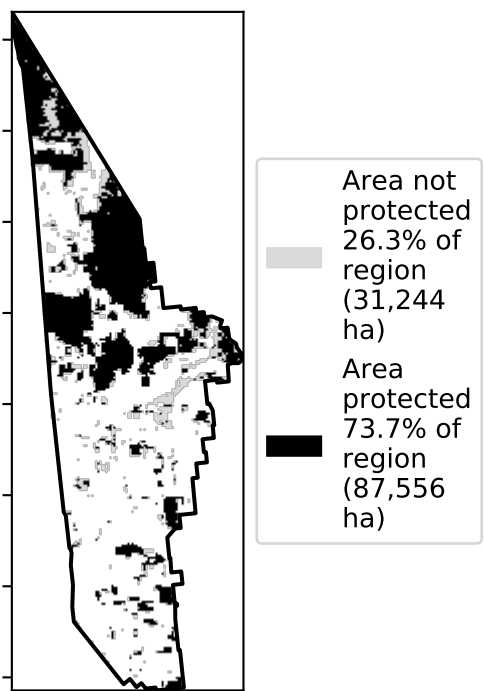 Area not
protected
26.3% of
region
(31,244
ha)
Area
protected
73.7% of
region
(87,556
ha)